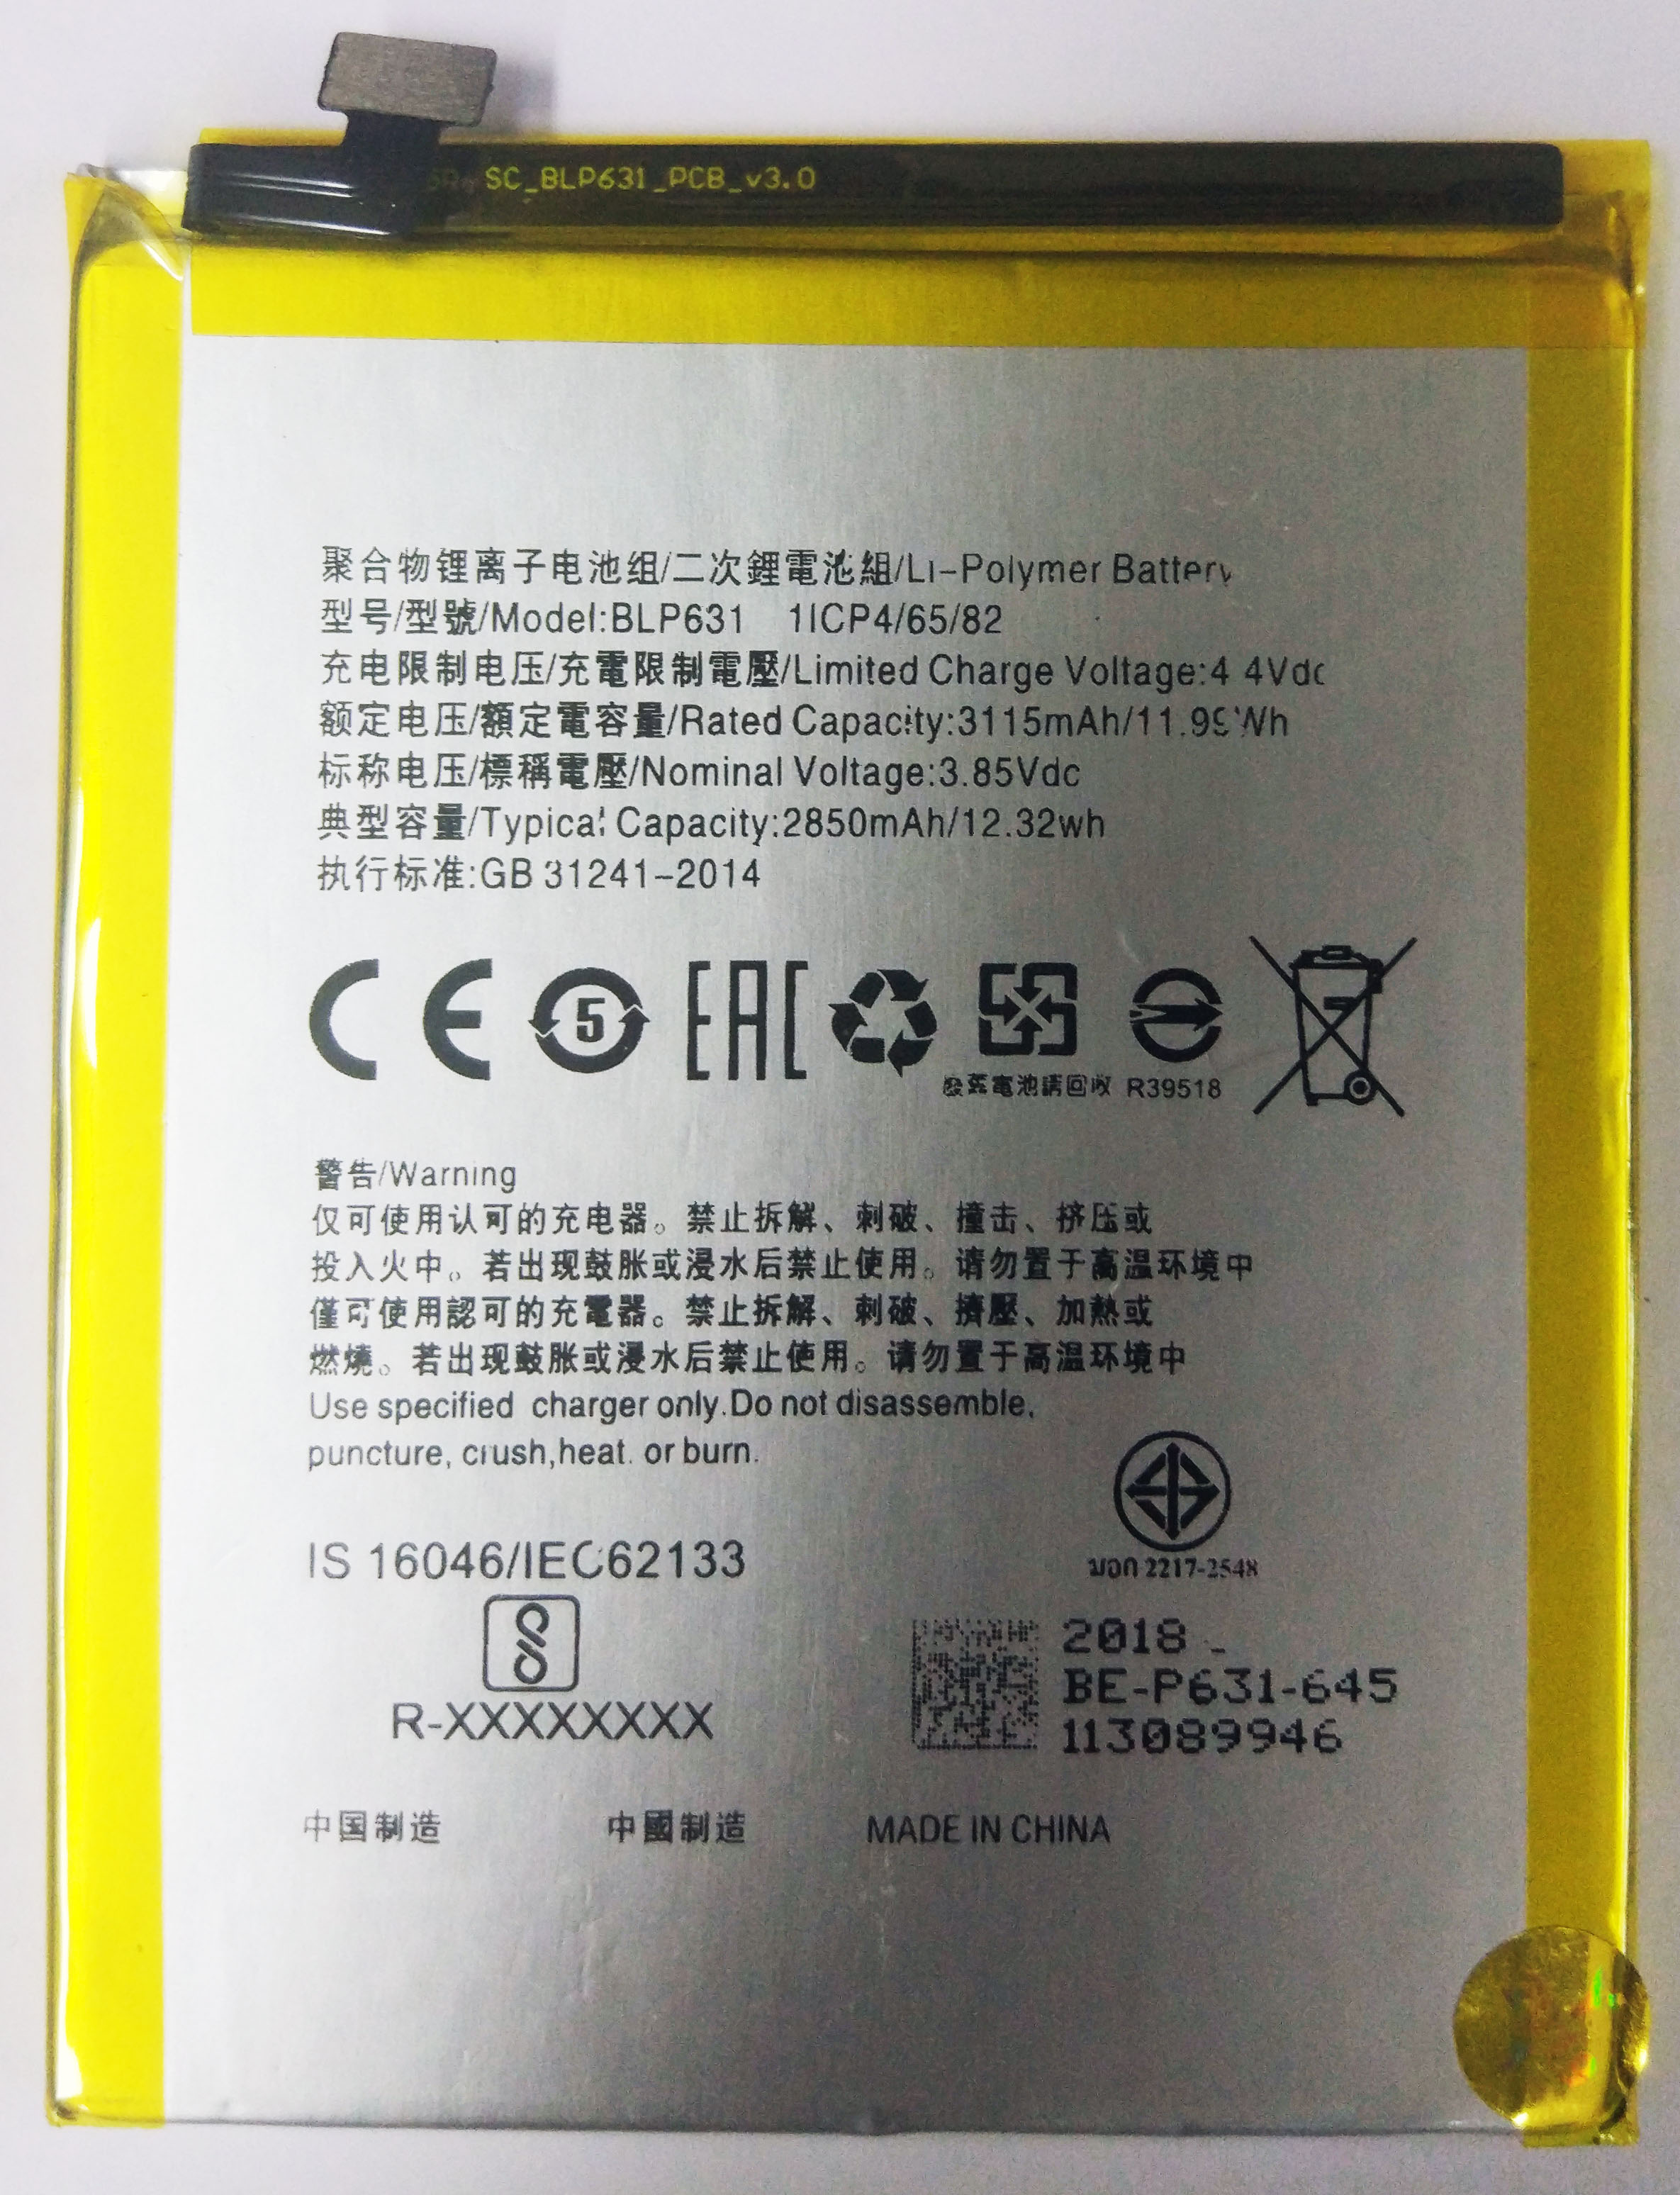 SC_BLP631_PCB_v3.0
聚合物锂离子电池组/二次鋰電池組/Li-Polymer Battery
型号/型號/Model:BLP631 1ICP4/65/82
充电限制电压/充電限制電壓/Limited Charge Voltage:4 4Vdc
额定电压/額定電容量/Rated Capacity:3115mAh/11.99Wh
标称电压/標稱電壓/Nominal Voltage:3.85Vdc
典型容量/Typical Capacity:2850mAh/12.32wh
执行标准:GB 31241-2014
CE 5 EAC
廢棄電池請回收 R39518
警告/Warning
仅可使用认可的充电器。禁止拆解、刺破、撞击、挤压或
投入火中。若出现鼓胀或浸水后禁止使用。请勿置于高温环境中
僅可使用認可的充電器。禁止拆解、刺破、擠壓、加熱或
燃燒。若出现鼓胀或浸水后禁止使用。请勿置于高温环境中
Use specified charger only.Do not disassemble,
puncture, crush,heat. or burn.
IS 16046/IEC62133
มอก 2217-2548
R-XXXXXXXX
2018
BE-P631-645
113089946
中国制造 中國制造 MADE IN CHINA